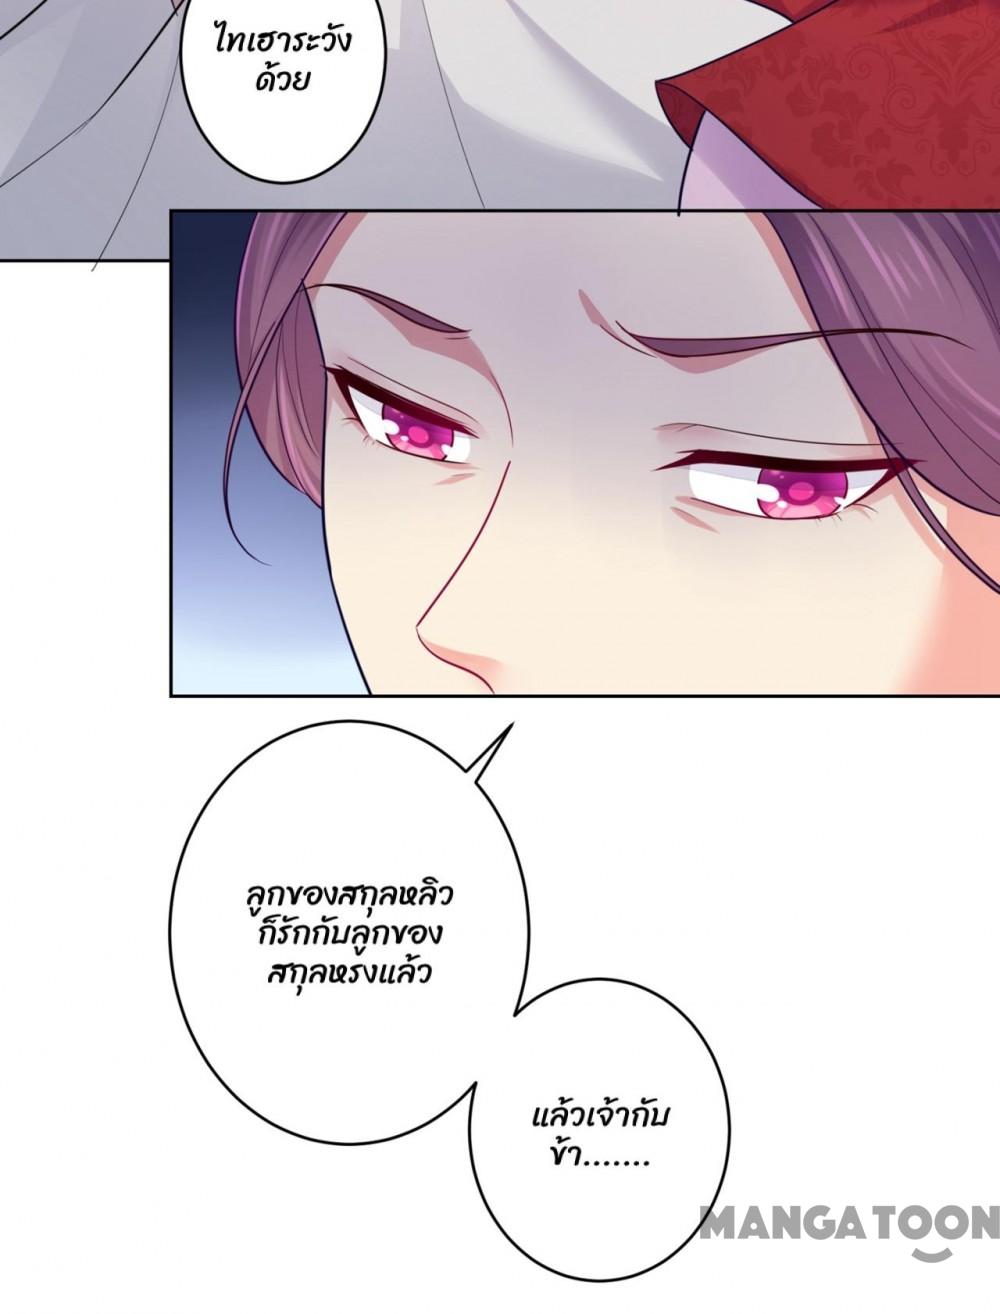 ไทเฮาระวัง
ด้วย
ลูกของสกุลหลิว
ก็รักกับลูกของ
สกุลหรงแล้ว
แล้วเจ้ากับ
ข้า.......
MANGATOON